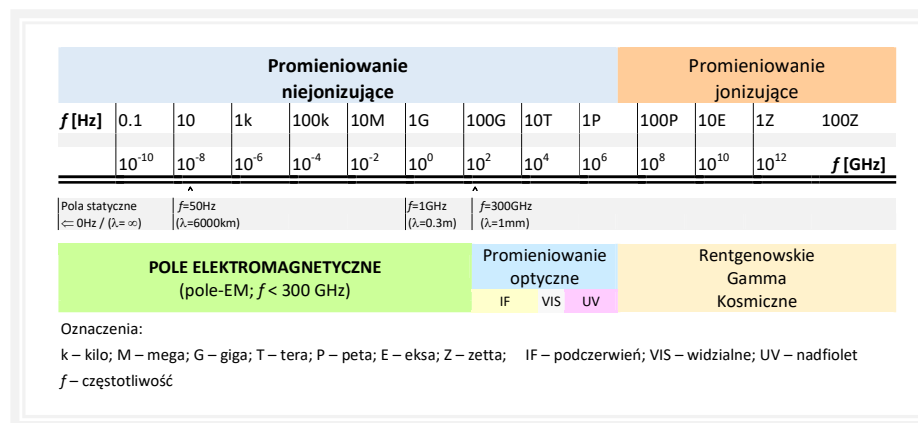 Promieniowanie niejonizujące
Promieniowanie jonizujące
f [Hz] 0.1 10 1k 100k 10M 1G 100G 10T 1P 100P 10E 1Z 100Z
10⁻¹⁰ 10⁻⁸ 10⁻⁶ 10⁻⁴ 10⁻² 10⁰ 10² 10⁴ 10⁶ 10⁸ 10¹⁰ 10¹² f [GHz]
Pola statyczne f=50Hz f=1GHz f=300GHz
⇐ 0Hz / (λ= ∞) (λ=6000km) (λ=0.3m) (λ=1mm)
POLE ELEKTROMAGNETYCZNE
(pole-EM; f < 300 GHz)
Promieniowanie
optyczne
IF VIS UV
Rentgenowskie
Gamma
Kosmiczne
Oznaczenia:
k – kilo; M – mega; G – giga; T – tera; P – peta; E – eksa; Z – zetta; IF – podczerwień; VIS – widzialne; UV – nadfiolet
f – częstotliwość